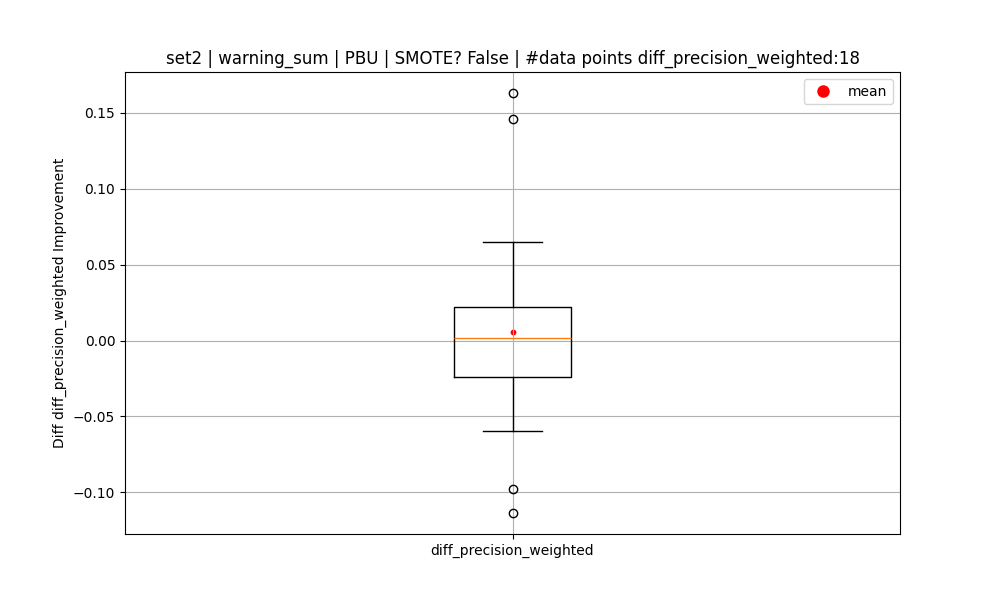 set2 | warning_sum | PBU | SMOTE? False | #data points diff_precision_weighted:18
mean
Diff diff_precision_weighted Improvement
0.15
0.10
0.05
0.00
−0.05
−0.10
diff_precision_weighted